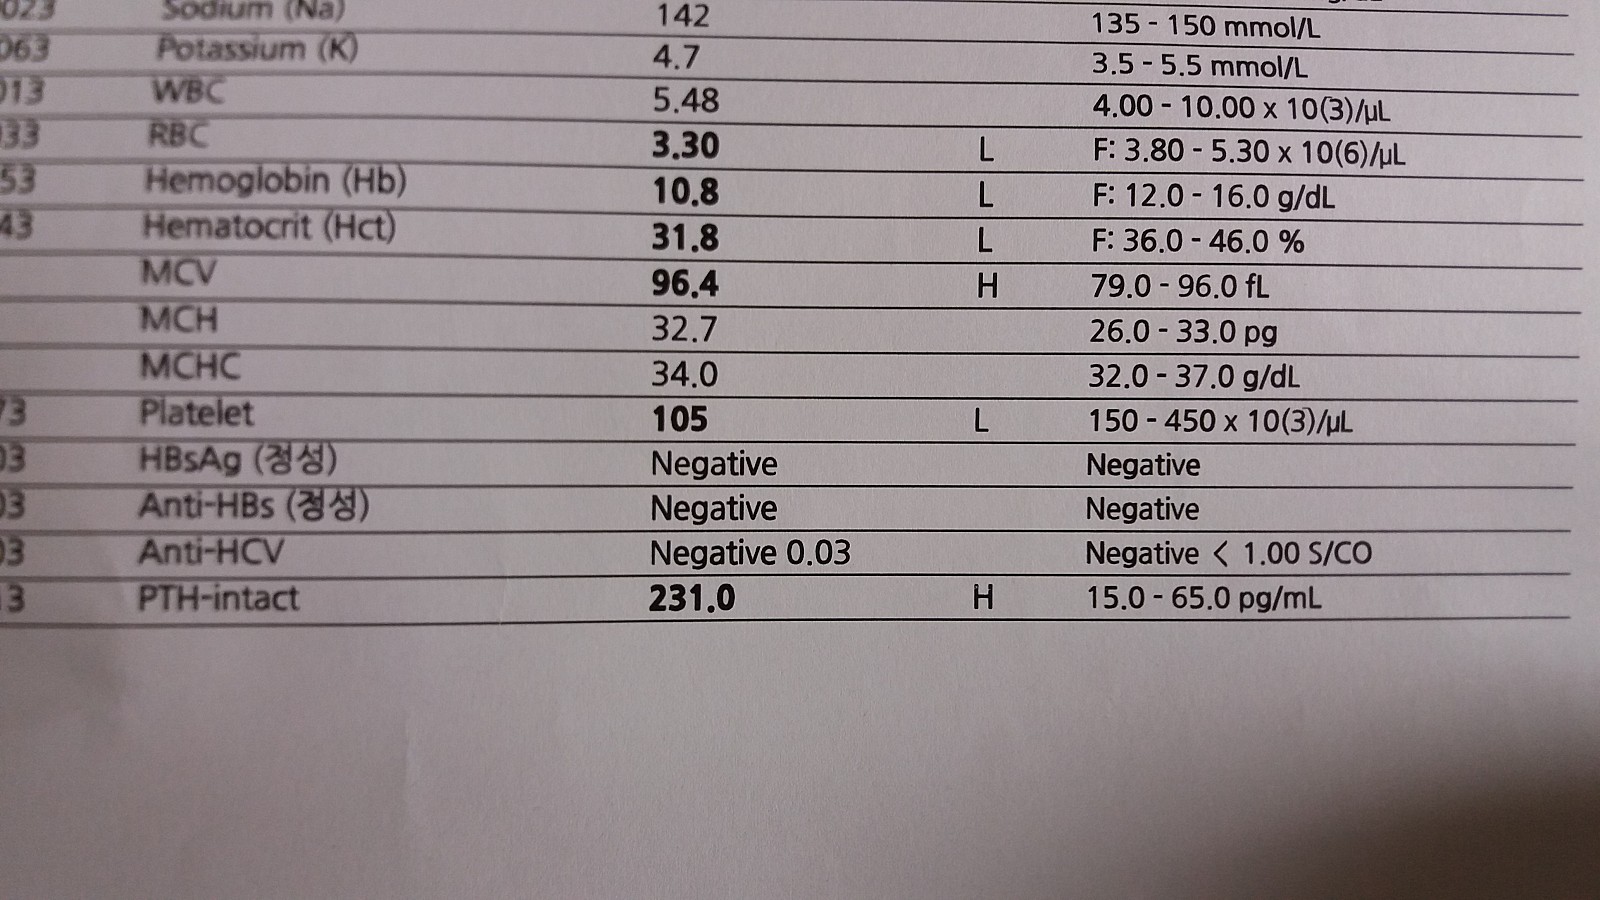 023 Sodium (Na) 142 135 - 150 mmol/L
063 Potassium (K) 4.7 3.5 - 5.5 mmol/L
013 WBC 5.48 4.00 - 10.00 x 10(3)/µL
033 RBC 3.30 L F: 3.80 - 5.30 x 10(6)/µL
53 Hemoglobin (Hb) 10.8 L F: 12.0 - 16.0 g/dL
43 Hematocrit (Hct) 31.8 L F: 36.0 - 46.0 %
MCV 96.4 H 79.0 - 96.0 fL
MCH 32.7 26.0 - 33.0 pg
MCHC 34.0 32.0 - 37.0 g/dL
73 Platelet 105 L 150 - 450 x 10(3)/µL
03 HBsAg (정성) Negative Negative
03 Anti-HBs (정성) Negative Negative
03 Anti-HCV Negative 0.03 Negative < 1.00 S/CO
13 PTH-intact 231.0 H 15.0 - 65.0 pg/mL